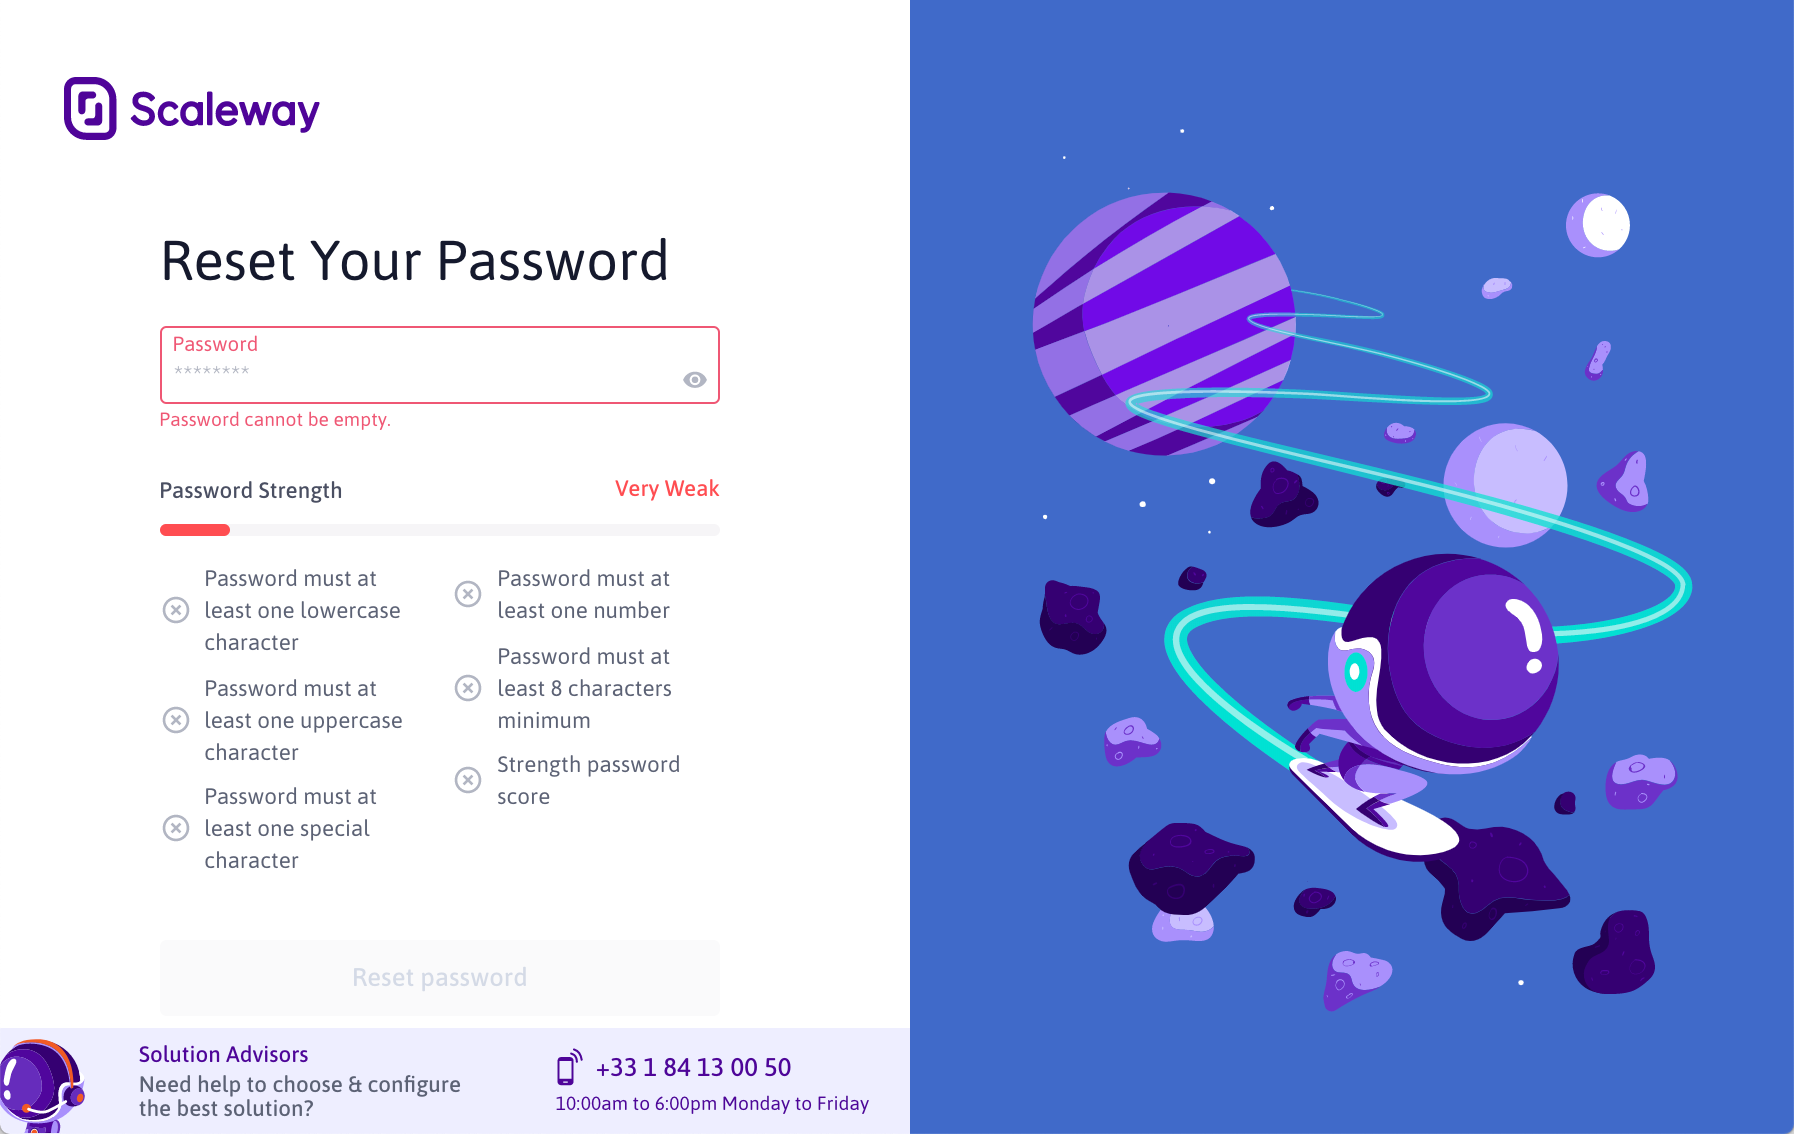 Scaleway
Reset Your Password
Password
********
Password cannot be empty.
Password Strength
Very Weak
Password must at
least one lowercase
character
Password must at
least one uppercase
character
Password must at
least one special
character
Password must at
least one number
Password must at
least 8 characters
minimum
Strength password
score
Reset password
Solution Advisors
Need help to choose & configure
the best solution?
+33 1 84 13 00 50
10:00am to 6:00pm Monday to Friday